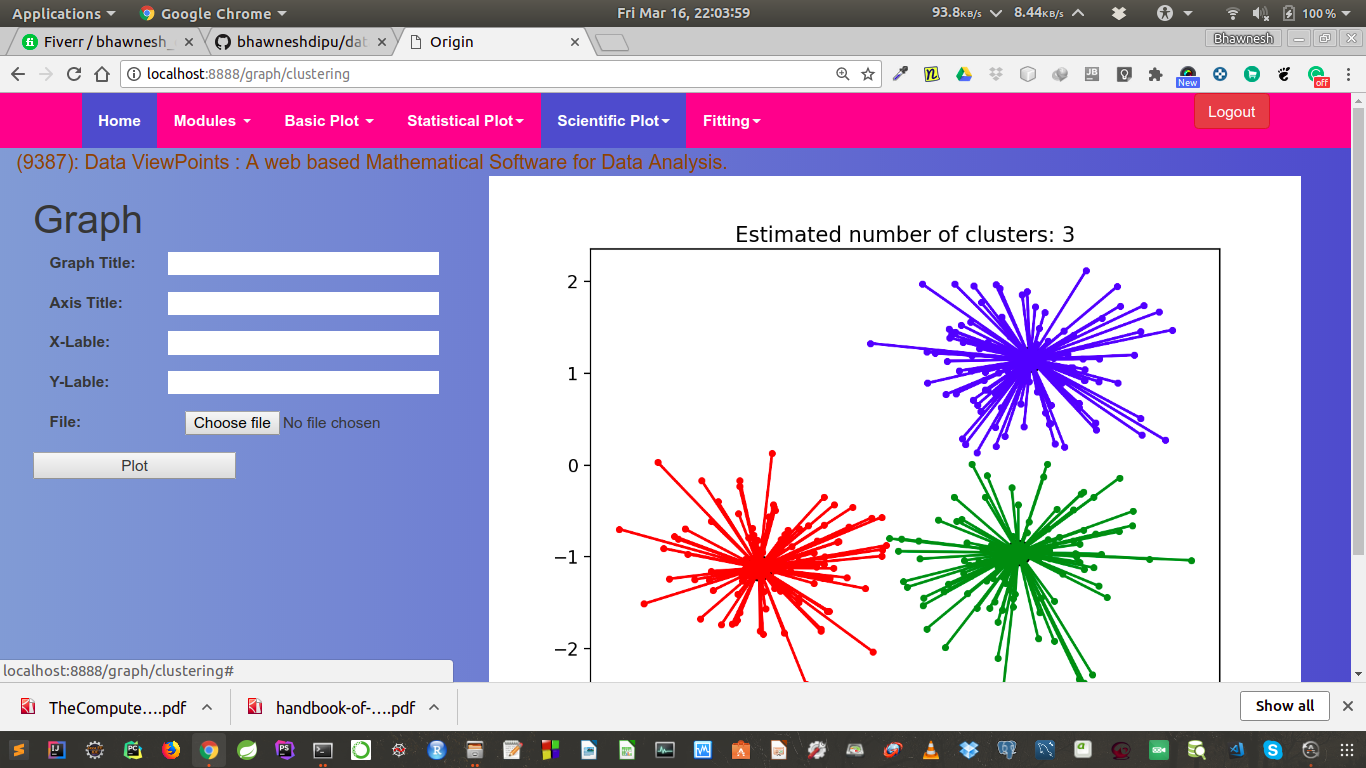 Applications Google Chrome Fri Mar 16, 22:03:59 93.8KB/s 8.44KB/s 100 %
Fiverr / bhawnesh_ bhawneshdipu/dat Origin Bhawnesh
localhost:8888/graph/clustering New off
Home Modules Basic Plot Statistical Plot Scientific Plot Fitting Logout
(9387): Data ViewPoints : A web based Mathematical Software for Data Analysis.
Graph
Graph Title:
Axis Title:
X-Lable:
Y-Lable:
File: Choose file No file chosen
Plot
Estimated number of clusters: 3
2
1
0
−1
−2
localhost:8888/graph/clustering#
TheCompute....pdf handbook-of-....pdf Show all